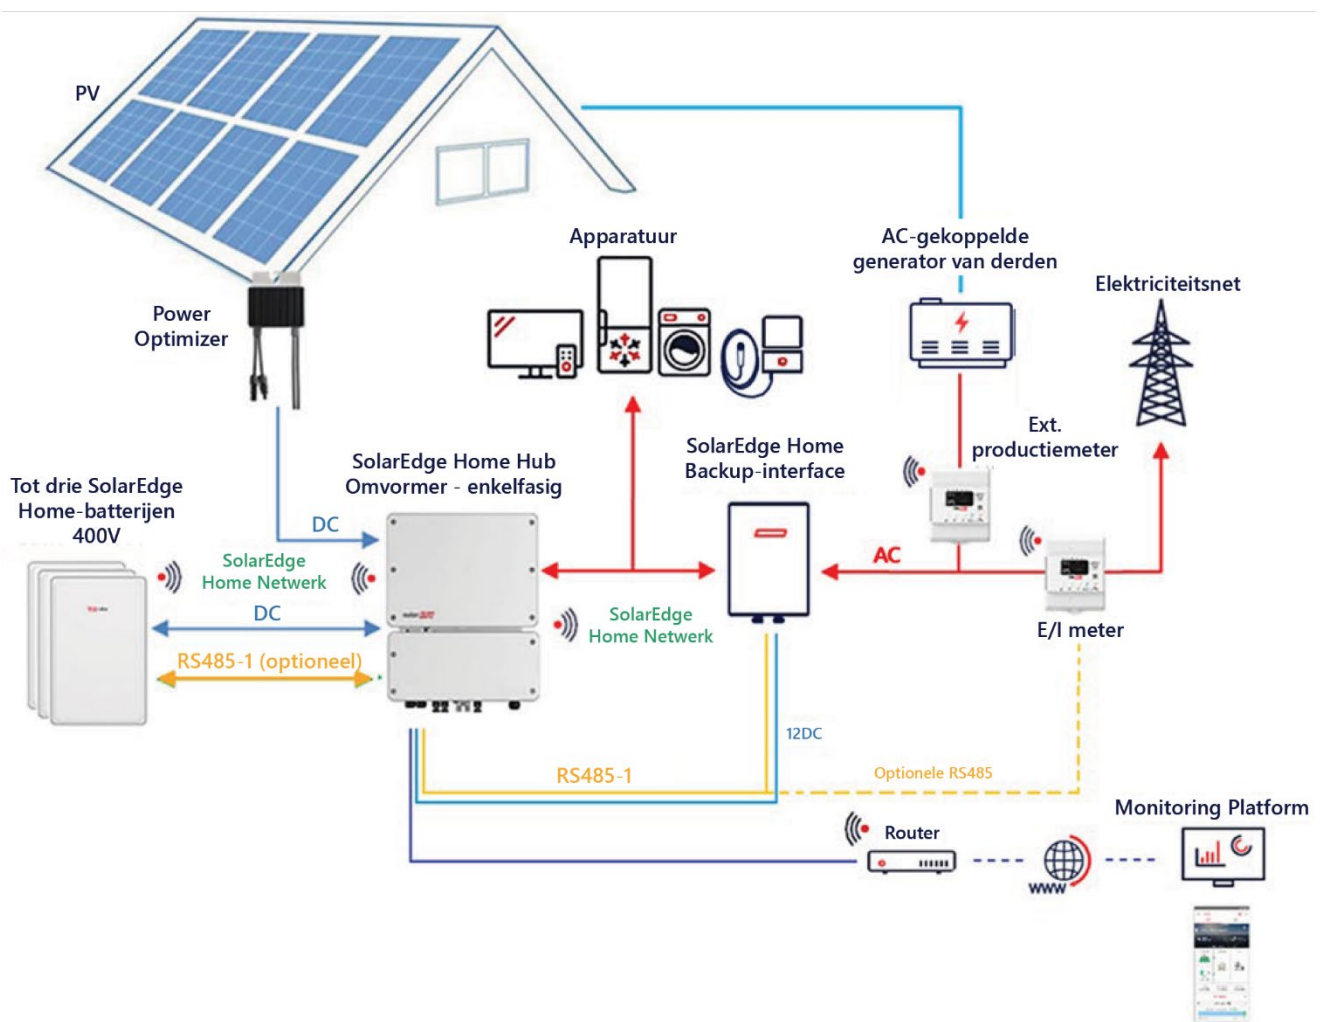 PV
Apparatuur
AC-gekoppelde
generator van derden
Elektriciteitsnet
Power
Optimizer
Ext.
productiemeter
SolarEdge Home
Backup-interface
SolarEdge Home Hub
Omvormer - enkelfasig
Tot drie SolarEdge
Home-batterijen
400V
DC
SolarEdge
Home Netwerk
AC
DC
SolarEdge
Home Netwerk
E/I meter
RS485-1 (optioneel)
12DC
RS485-1
Optionele RS485
Monitoring Platform
Router
WWW